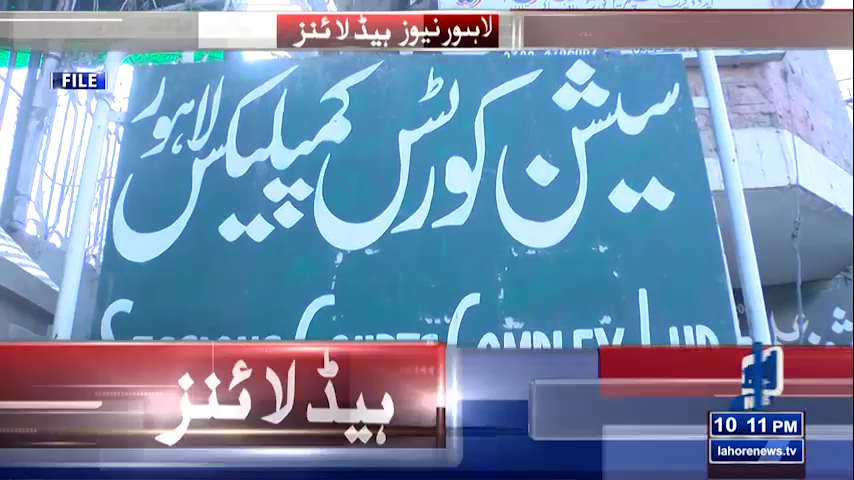 لاہور نیوز ہیڈ لائنز
FILE
سیشن کورٹس کمپلیکس لاہور
ہیڈ لائنز
10 11 PM
lahorenews.tv